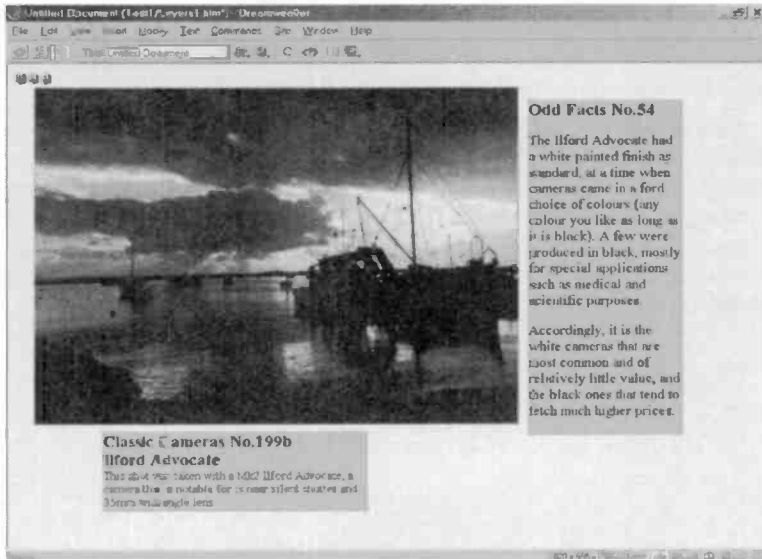 Untitled Document (Test1/Layers1.htm*) - Dreamweaver
File Edit View Insert Modify Text Commands Site Window Help
Title: Untitled Document
Odd Facts No.54
The Ilford Advocate had
a white painted finish as
standard, at a time when
cameras came in a ford
choice of colours (any
colour you like as long as
it is black). A few were
produced in black, mostly
for special applications
such as medical and
scientific purposes.
Accordingly, it is the
white cameras that are
most common and of
relatively little value, and
the black ones that tend to
fetch much higher prices.
Classic Cameras No.199b
Ilford Advocate
This shot was taken with a Mk2 Ilford Advocate, a
camera that is notable for its near silent shutter and
35mm wide angle lens